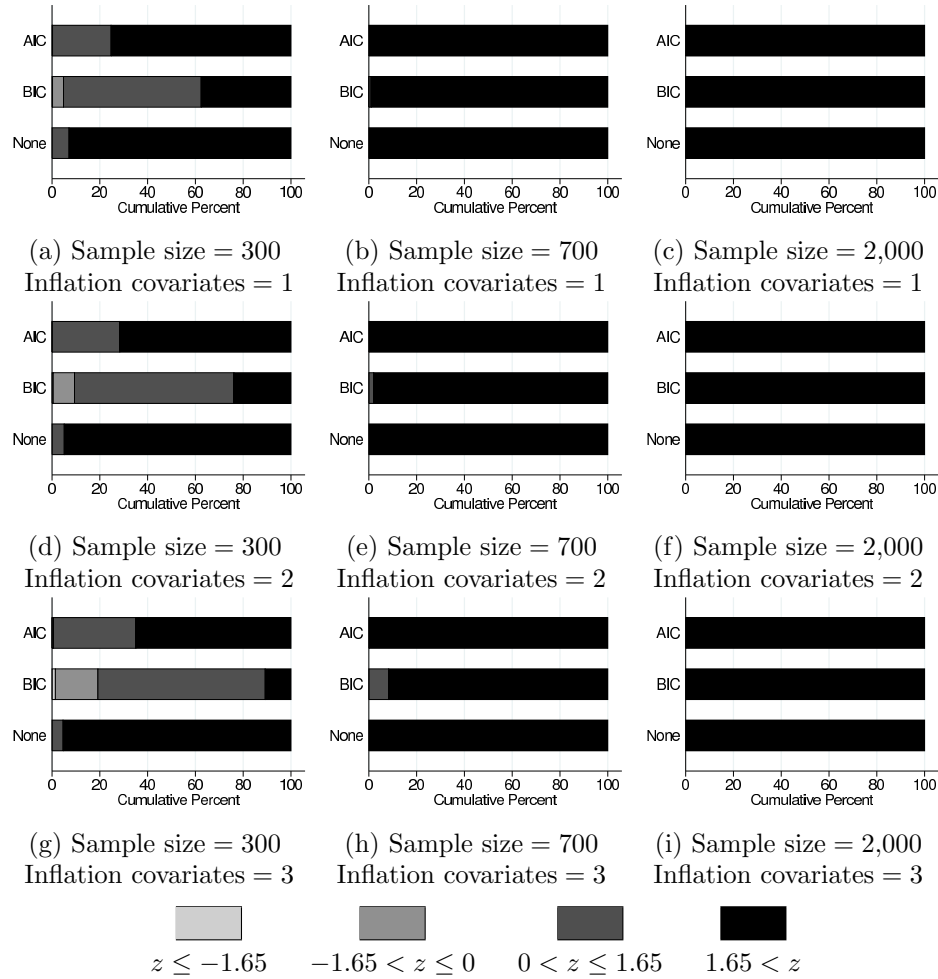 AIC
BIC
None
0 20 40 60 80 100
Cumulative Percent
(a) Sample size = 300
Inflation covariates = 1
AIC
BIC
None
0 20 40 60 80 100
Cumulative Percent
(b) Sample size = 700
Inflation covariates = 1
AIC
BIC
None
0 20 40 60 80 100
Cumulative Percent
(c) Sample size = 2,000
Inflation covariates = 1
AIC
BIC
None
0 20 40 60 80 100
Cumulative Percent
(d) Sample size = 300
Inflation covariates = 2
AIC
BIC
None
0 20 40 60 80 100
Cumulative Percent
(e) Sample size = 700
Inflation covariates = 2
AIC
BIC
None
0 20 40 60 80 100
Cumulative Percent
(f) Sample size = 2,000
Inflation covariates = 2
AIC
BIC
None
0 20 40 60 80 100
Cumulative Percent
(g) Sample size = 300
Inflation covariates = 3
AIC
BIC
None
0 20 40 60 80 100
Cumulative Percent
(h) Sample size = 700
Inflation covariates = 3
AIC
BIC
None
0 20 40 60 80 100
Cumulative Percent
(i) Sample size = 2,000
Inflation covariates = 3
z ≤ −1.65
−1.65 < z ≤ 0
0 < z ≤ 1.65
1.65 < z